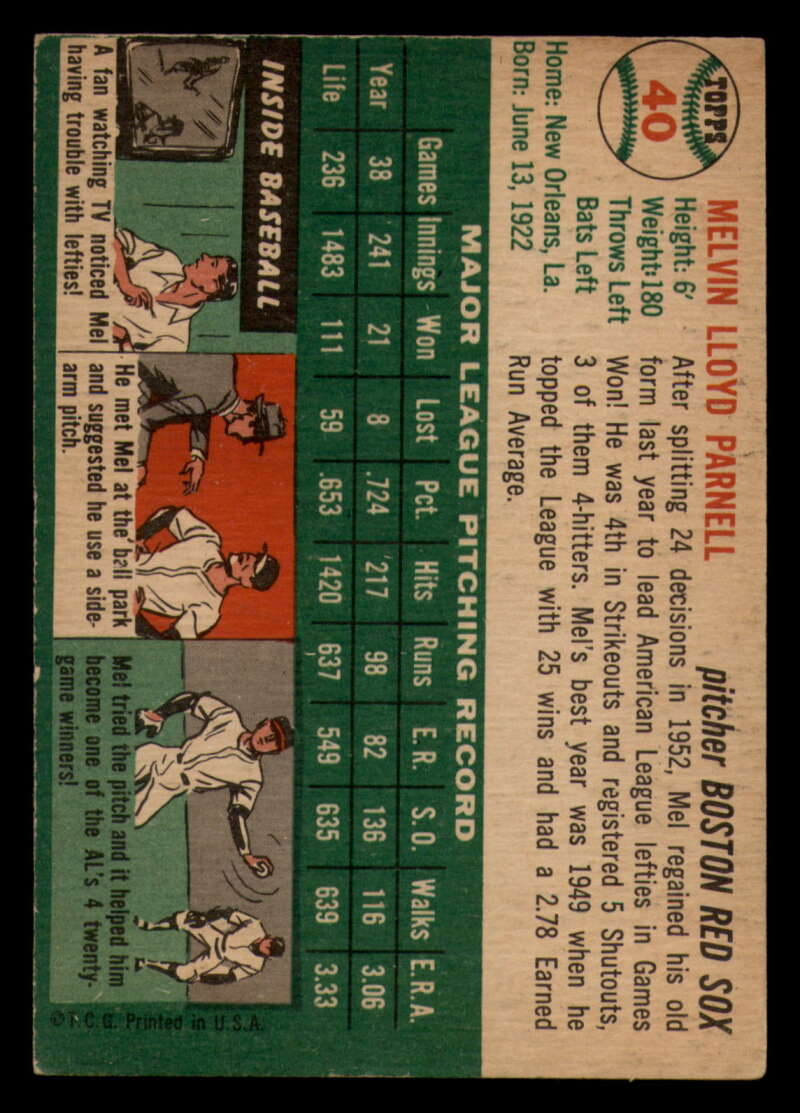 TOPPS
40
MELVIN LLOYD PARNELL pitcher BOSTON RED SOX
Height: 6'
Weight: 180
Throws Left
Bats Left
Home: New Orleans, La.
Born: June 13, 1922
After splitting 24 decisions in 1952, Mel regained his old
form last year to lead American League lefties in Games
Won! He was 4th in Strikeouts and registered 5 Shutouts,
3 of them 4-hitters. Mel's best year was 1949 when he
topped the League with 25 wins and had a 2.78 Earned
Run Average.
MAJOR LEAGUE PITCHING RECORD
Games Innings Won Lost Pct. Hits Runs E.R. S.O. Walks E.R.A.
Year 38 241 21 8 .724 217 98 82 136 116 3.06
Life 236 1483 111 59 .653 1420 637 549 635 639 3.33
INSIDE BASEBALL
A fan watching TV noticed Mel
having trouble with lefties!
He met Mel at the ball park
and suggested he use a side-
arm pitch.
Mel tried the pitch and it helped him
become one of the AL's 4 twenty-
game winners!
© T.C.G. Printed in U.S.A.